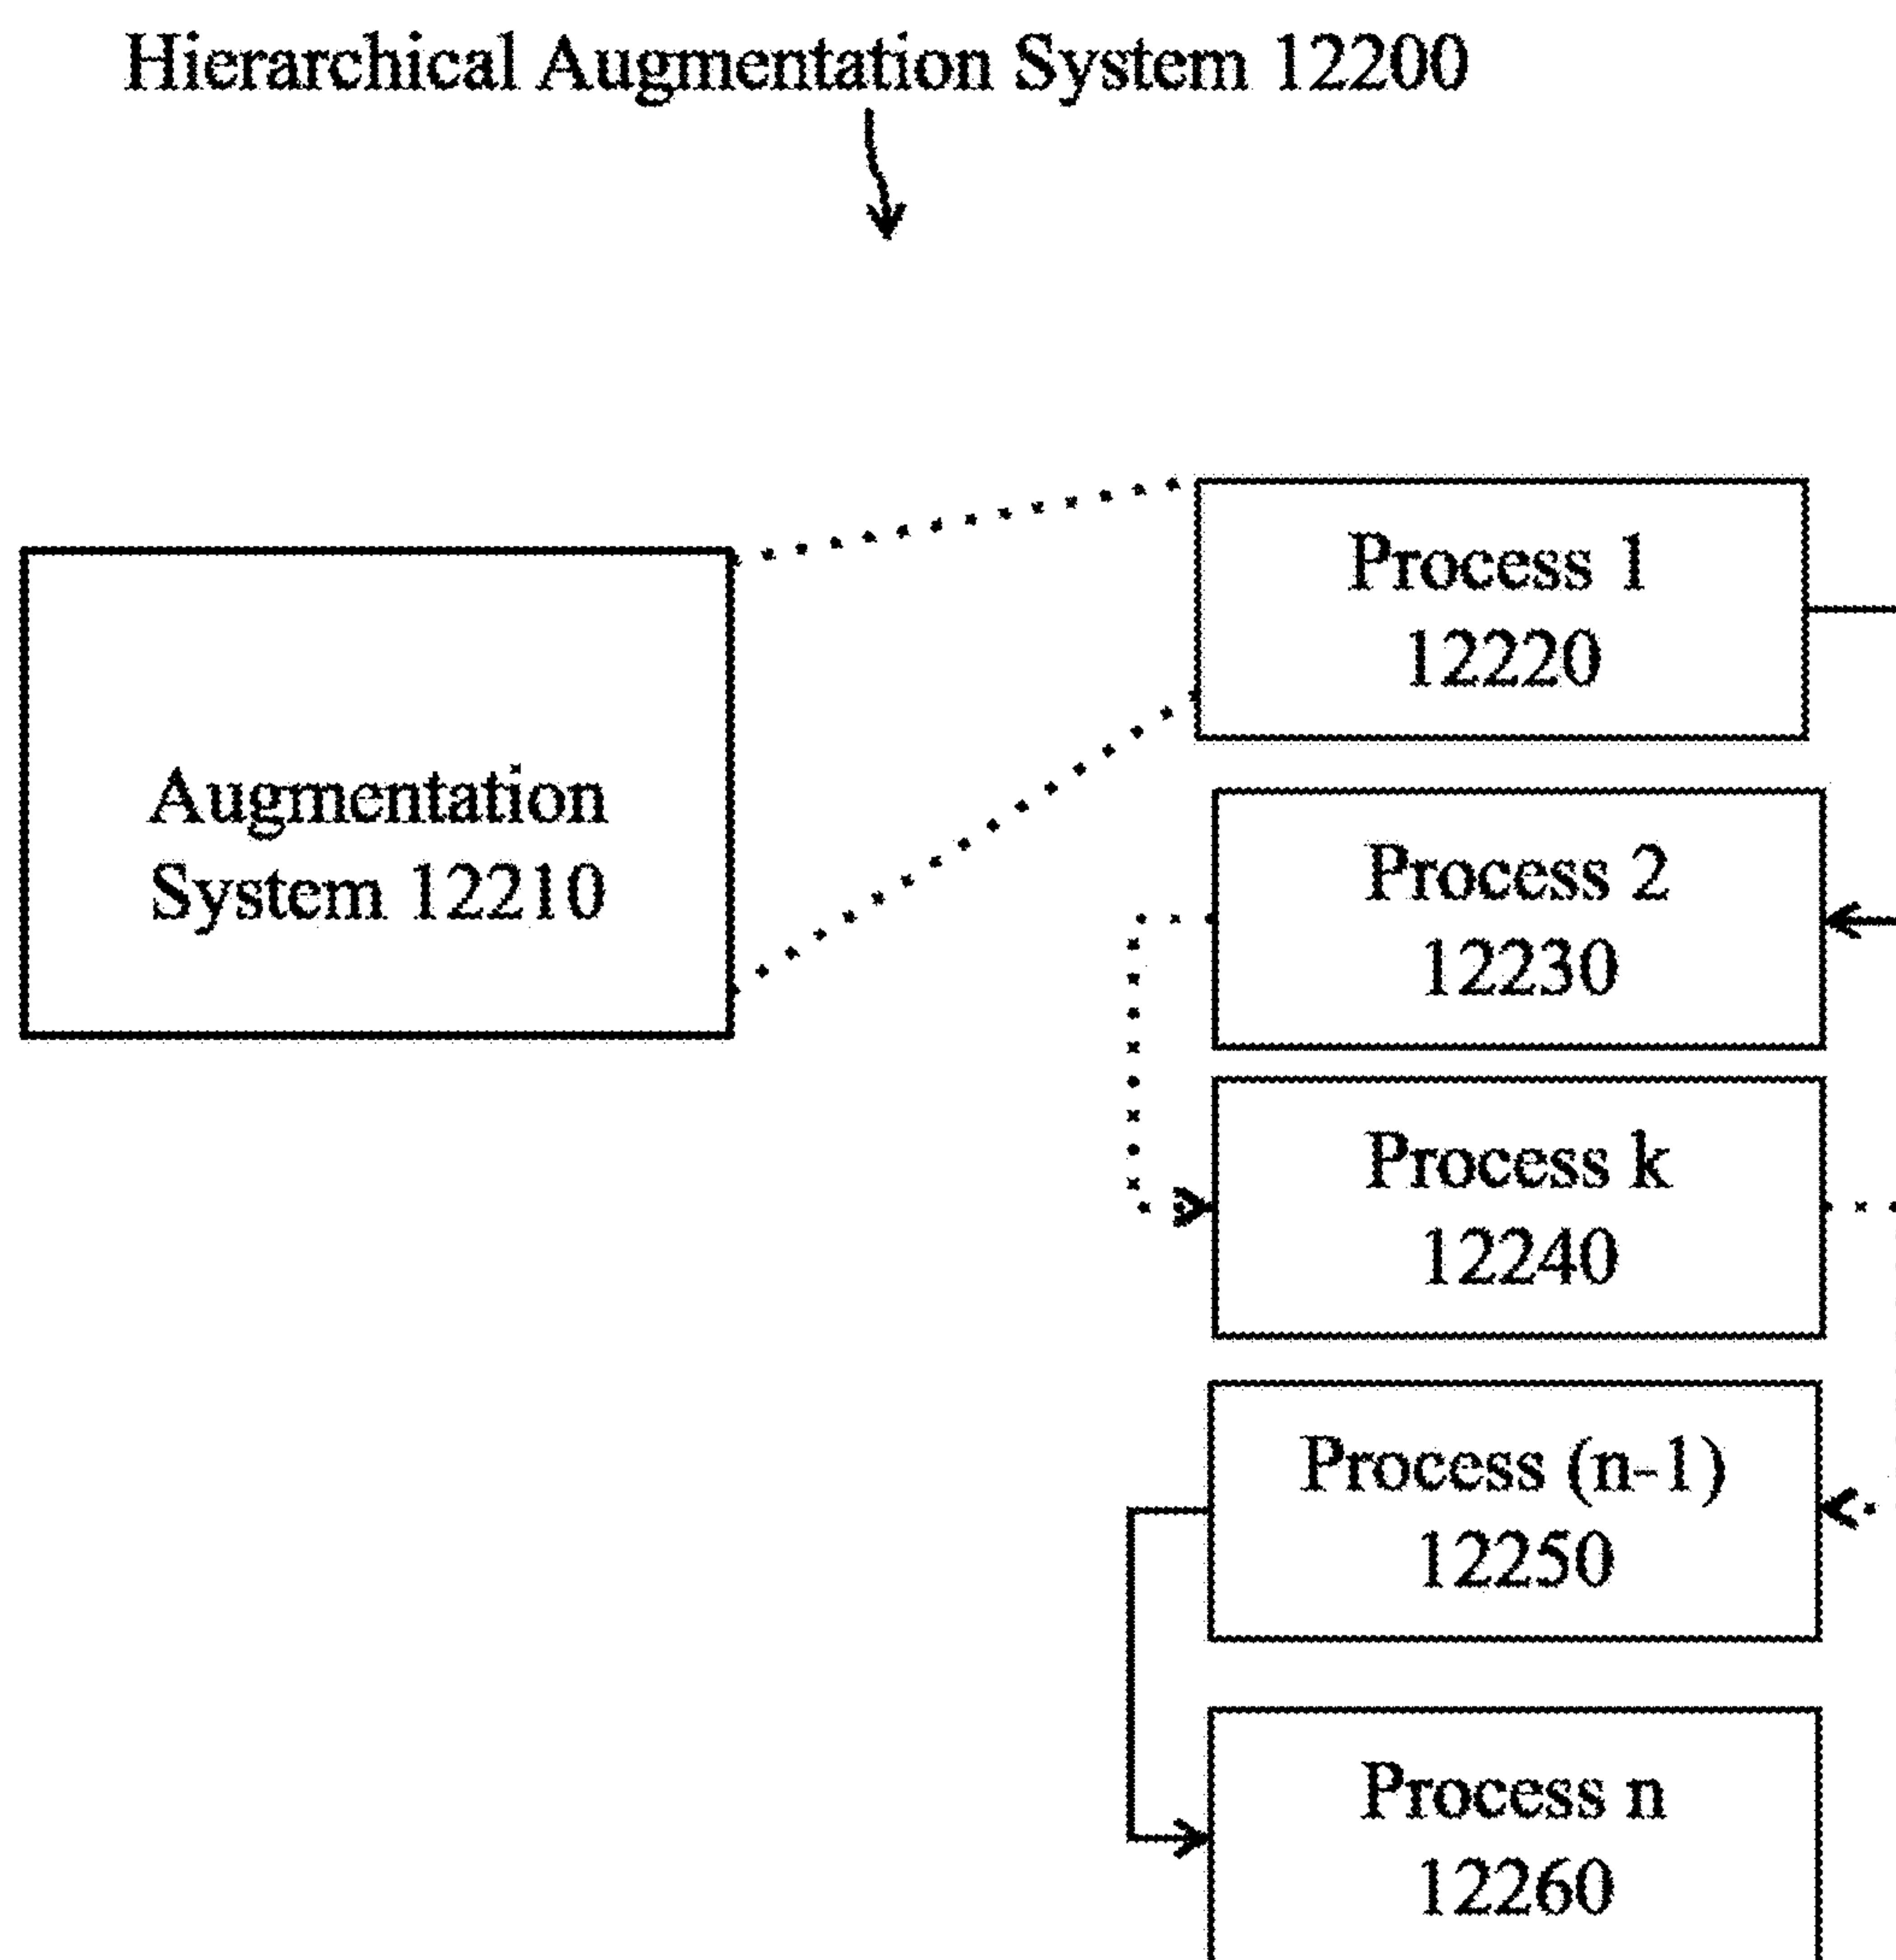 Hierarchical Augmentation System 12200
Process 1
12220
Augmentation
System 12210
Process 2
12230
Process k
12240
Process (n-1)
12250
Process n
12260